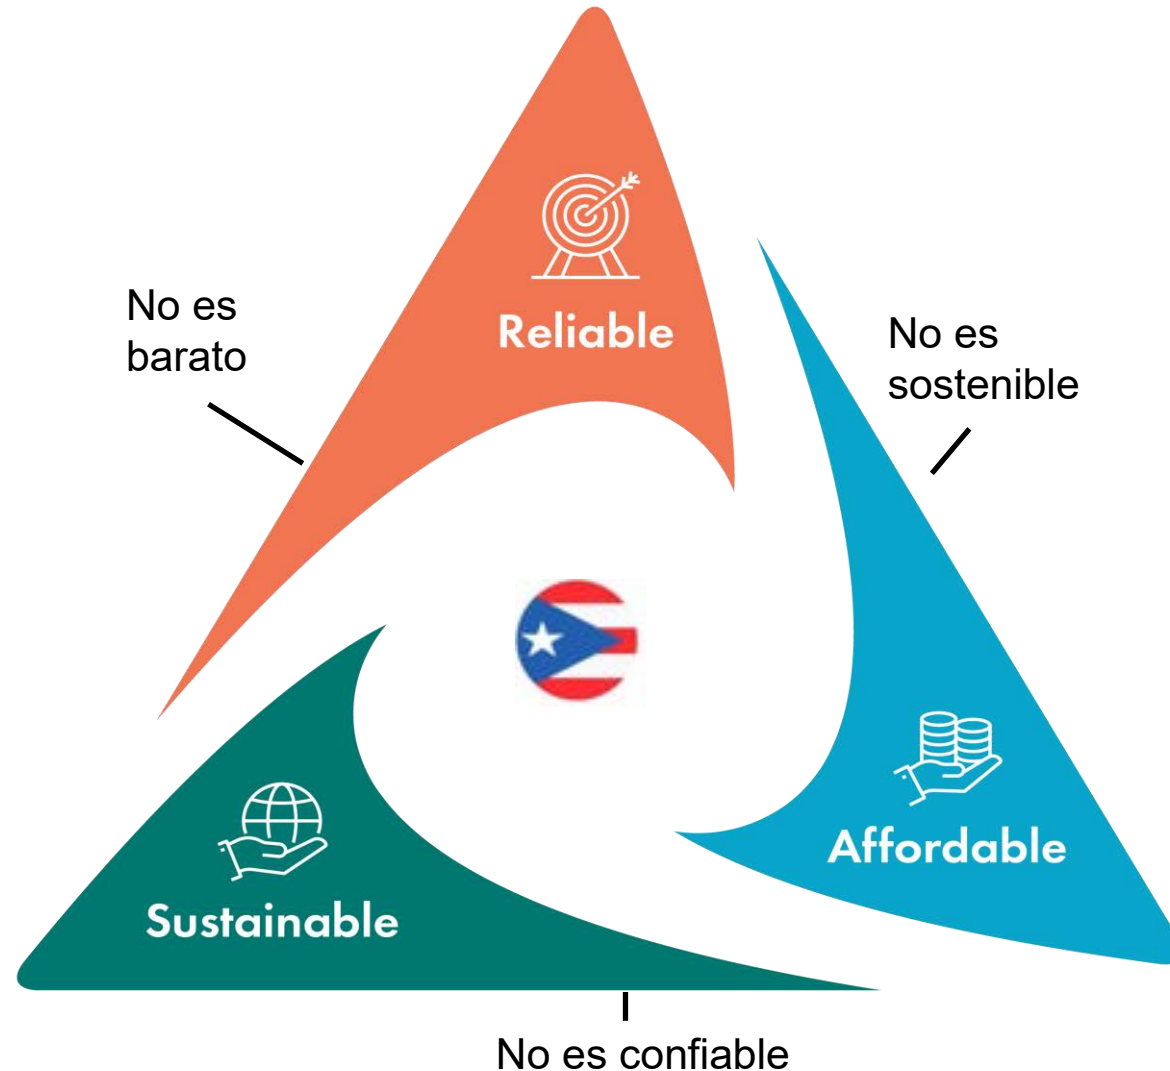 Reliable
No es
barato
No es
sostenible
Affordable
Sustainable
No es confiable